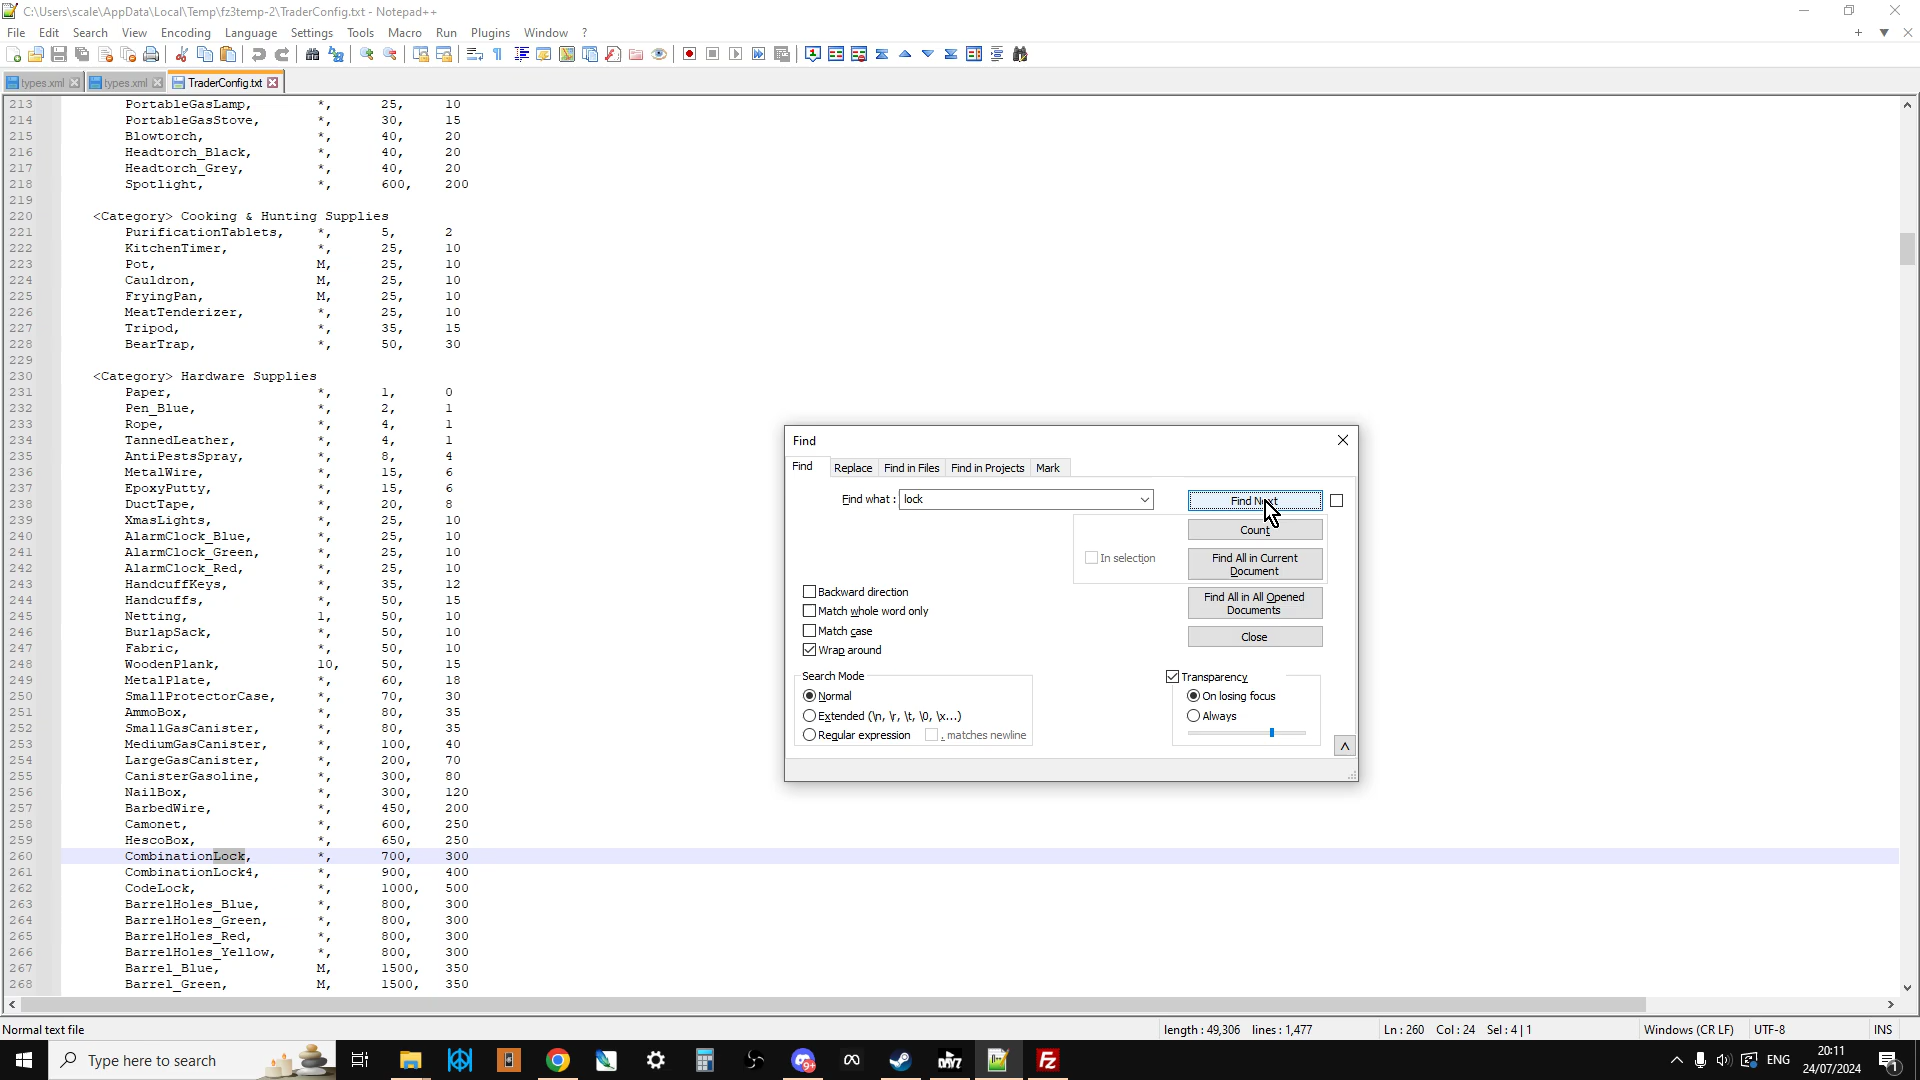 C:\Users\scale\AppData\Local\Temp\fz3temp-2\TraderConfig.txt - Notepad++
File Edit Search View Encoding Language Settings Tools Macro Run Plugins Window ?
types.xml types.xml TraderConfig.txt
213 PortableGasLamp, *, 25, 10
214 PortableGasStove, *, 30, 15
215 Blowtorch, *, 40, 20
216 Headtorch_Black, *, 40, 20
217 Headtorch_Grey, *, 40, 20
218 Spotlight, *, 600, 200
219
220 <Category> Cooking & Hunting Supplies
221 PurificationTablets, *, 5, 2
222 KitchenTimer, *, 25, 10
223 Pot, M, 25, 10
224 Cauldron, M, 25, 10
225 FryingPan, M, 25, 10
226 MeatTenderizer, *, 25, 10
227 Tripod, *, 35, 15
228 BearTrap, *, 50, 30
229
230 <Category> Hardware Supplies
231 Paper, *, 1, 0
232 Pen_Blue, *, 2, 1
233 Rope, *, 4, 1
234 TannedLeather, *, 4, 1
235 AntiPestsSpray, *, 8, 4
236 MetalWire, *, 15, 6
237 EpoxyPutty, *, 15, 6
238 DuctTape, *, 20, 8
239 XmasLights, *, 25, 10
240 AlarmClock_Blue, *, 25, 10
241 AlarmClock_Green, *, 25, 10
242 AlarmClock_Red, *, 25, 10
243 HandcuffKeys, *, 35, 12
244 Handcuffs, *, 50, 15
245 Netting, 1, 50, 10
246 BurlapSack, *, 50, 10
247 Fabric, *, 50, 10
248 WoodenPlank, 10, 50, 15
249 MetalPlate, *, 60, 18
250 SmallProtectorCase, *, 70, 30
251 AmmoBox, *, 80, 35
252 SmallGasCanister, *, 80, 35
253 MediumGasCanister, *, 100, 40
254 LargeGasCanister, *, 200, 70
255 CanisterGasoline, *, 300, 80
256 NailBox, *, 300, 120
257 BarbedWire, *, 450, 200
258 Camonet, *, 600, 250
259 HescoBox, *, 650, 250
260 CombinationLock, *, 700, 300
261 CombinationLock4, *, 900, 400
262 CodeLock, *, 1000, 500
263 BarrelHoles_Blue, *, 800, 300
264 BarrelHoles_Green, *, 800, 300
265 BarrelHoles_Red, *, 800, 300
266 BarrelHoles_Yellow, *, 800, 300
267 Barrel_Blue, M, 1500, 350
268 Barrel_Green, M, 1500, 350
Find
Find Replace Find in Files Find in Projects Mark
Find what : lock
Find Next
Count
In selection
Find All in Current Document
Find All in All Opened Documents
Close
Backward direction
Match whole word only
Match case
Wrap around
Search Mode
Normal
Extended (\n, \r, \t, \0, \x...)
Regular expression . matches newline
Transparency
On losing focus
Always
Normal text file length : 49,306 lines : 1,477 Ln : 260 Col : 24 Sel : 4 | 1 Windows (CR LF) UTF-8 INS
Type here to search
9+
DAYZ
Fz
ENG
20:11
24/07/2024
1